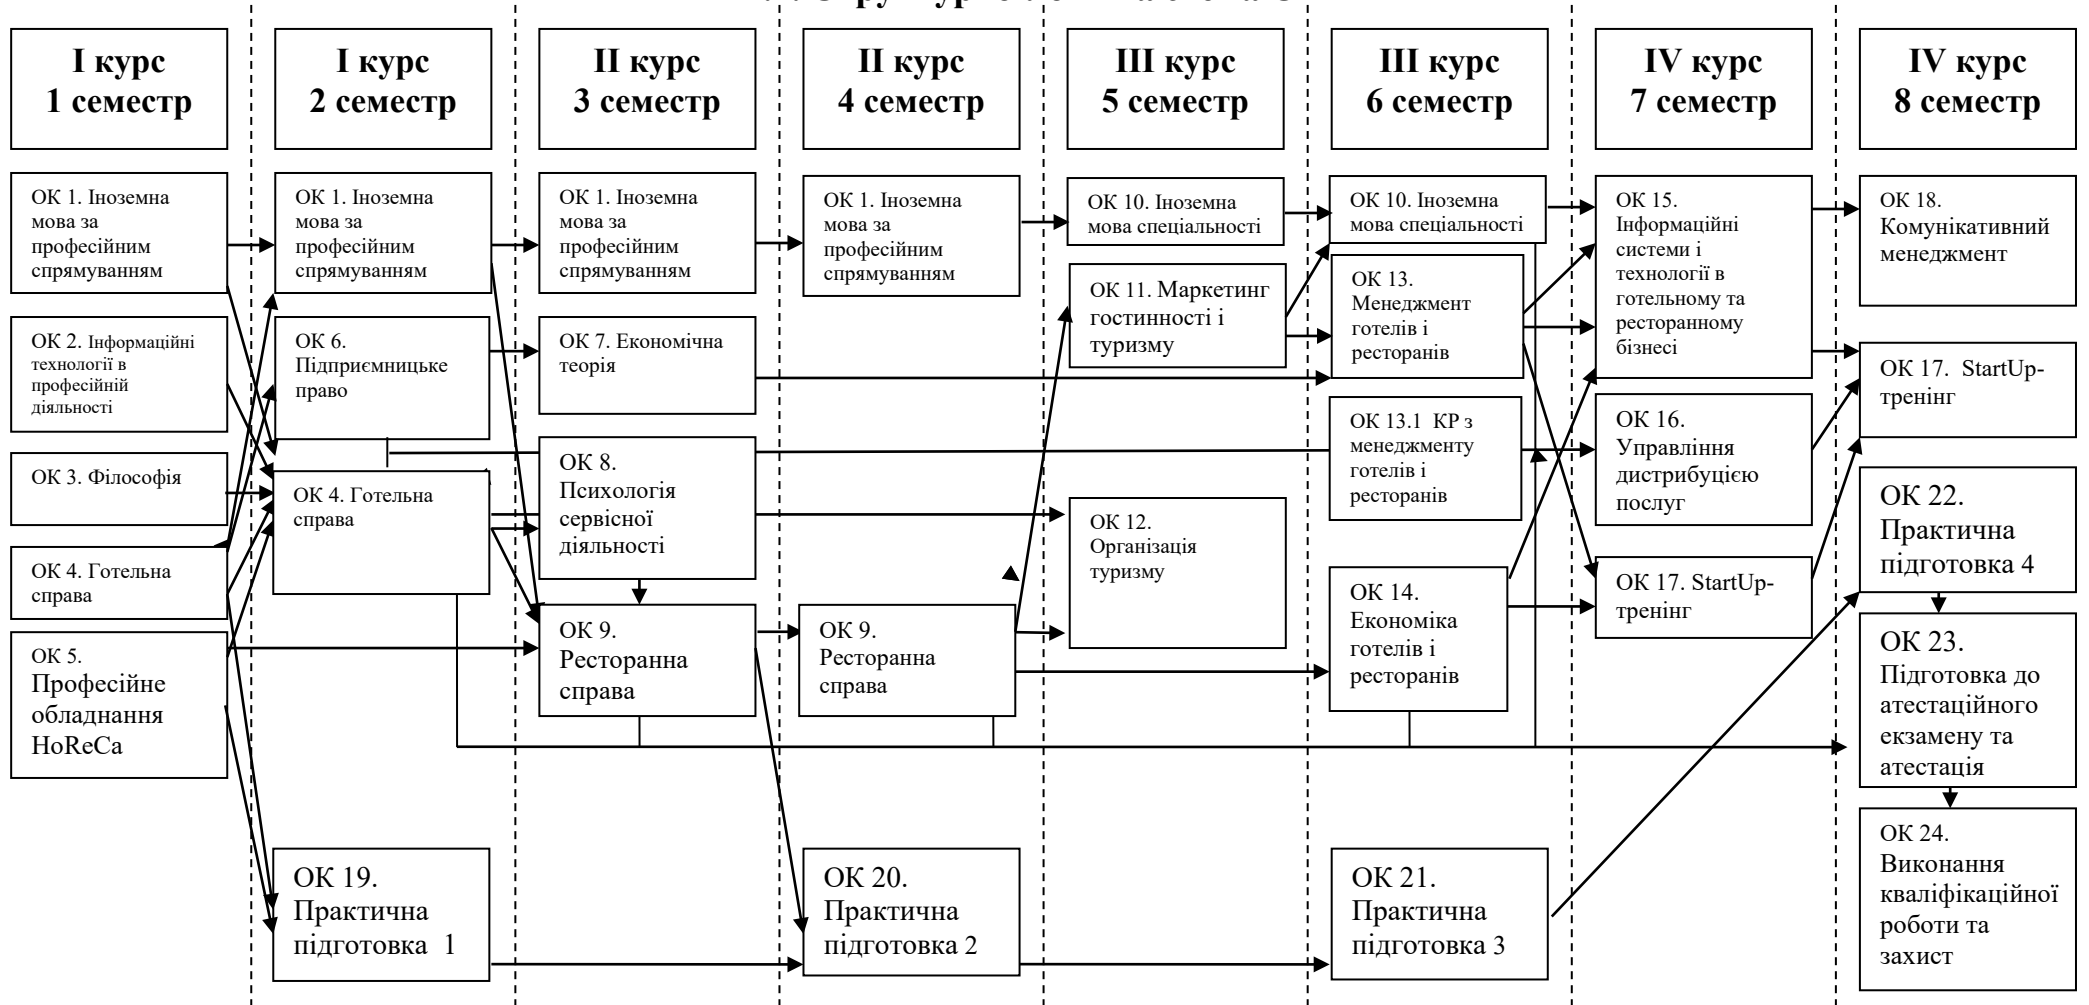 І курс
1 семестр
І курс
2 семестр
ІІ курс
3 семестр
ІІ курс
4 семестр
ІІІ курс
5 семестр
ІІІ курс
6 семестр
ІV курс
7 семестр
ІV курс
8 семестр
ОК 1. Іноземна
мова за
професійним
спрямуванням
ОК 2. Інформаційні
технології в
професійній
діяльності
ОК 3. Філософія
ОК 4. Готельна
справа
ОК 5.
Професійне
обладнання
HoReCa
ОК 1. Іноземна
мова за
професійним
спрямуванням
ОК 6.
Підприємницьке
право
ОК 4. Готельна
справа
ОК 19.
Практична
підготовка 1
ОК 1. Іноземна
мова за
професійним
спрямуванням
ОК 7. Економічна
теорія
ОК 8.
Психологія
сервісної
діяльності
ОК 9.
Ресторанна
справа
ОК 1. Іноземна
мова за
професійним
спрямуванням
ОК 9.
Ресторанна
справа
ОК 20.
Практична
підготовка 2
ОК 10. Іноземна
мова спеціальності
ОК 11. Маркетинг
гостинності і
туризму
ОК 12.
Організація
туризму
ОК 10. Іноземна
мова спеціальності
ОК 13.
Менеджмент
готелів і
ресторанів
ОК 13.1 КР з
менеджменту
готелів і
ресторанів
ОК 14.
Економіка
готелів і
ресторанів
ОК 21.
Практична
підготовка 3
ОК 15.
Інформаційні
системи і
технології в
готельному та
ресторанному
бізнесі
ОК 16.
Управління
дистрибуцією
послуг
ОК 17. StartUp-
тренінг
ОК 18.
Комунікативний
менеджмент
ОК 17. StartUp-
тренінг
ОК 22.
Практична
підготовка 4
ОК 23.
Підготовка до
атестаційного
екзамену та
атестація
ОК 24.
Виконання
кваліфікаційної
роботи та
захист